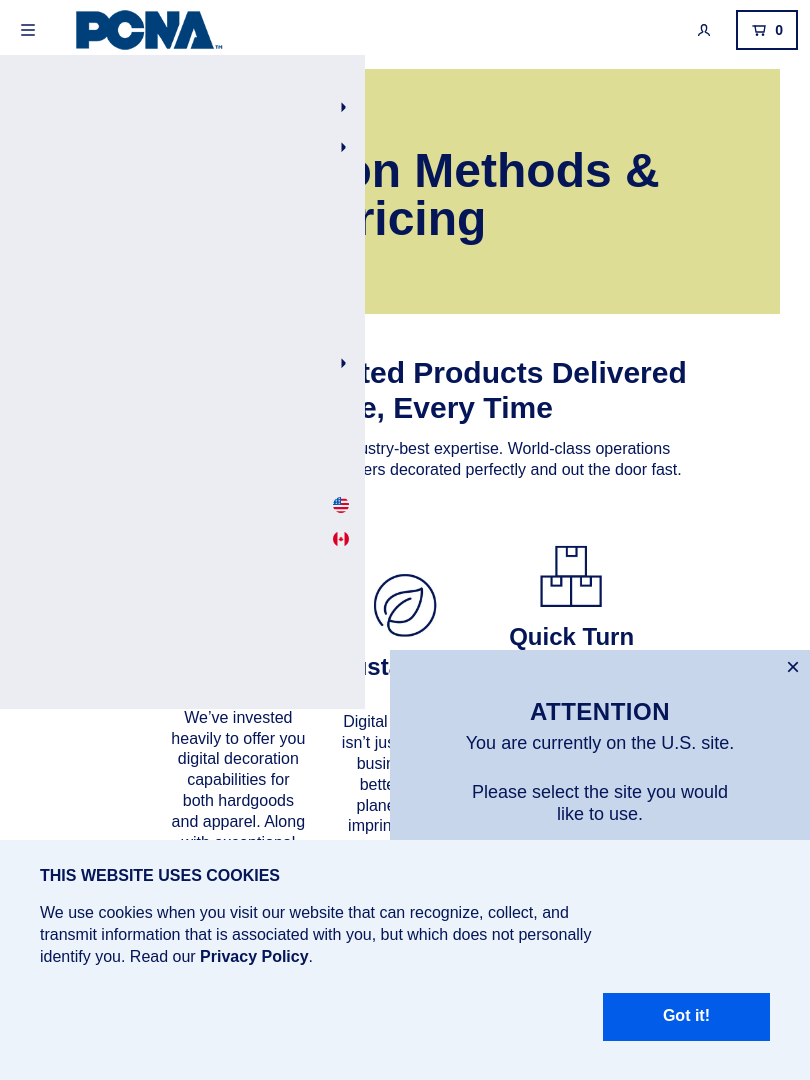 PCNA™
0
on Methods &
ricing
ted Products Delivered
e, Every Time
ustry-best expertise. World-class operations
ers decorated perfectly and out the door fast.
Quick Turn
We’ve invested
heavily to offer you
digital decoration
capabilities for
both hardgoods
and apparel. Along
Digital
isn’t
plane
ATTENTION
You are currently on the U.S. site.
Please select the site you would
like to use.
THIS WEBSITE USES COOKIES
We use cookies when you visit our website that can recognize, collect, and
transmit information that is associated with you, but which does not personally
identify you. Read our Privacy Policy.
Got it!